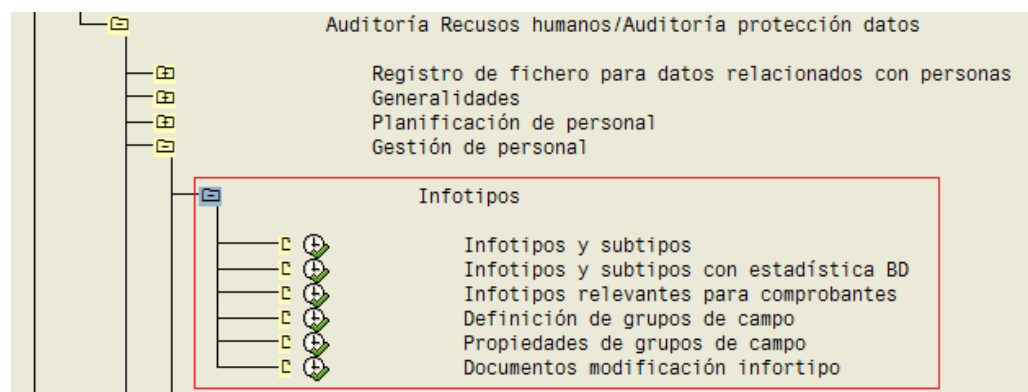 Auditoría Recusos humanos/Auditoría protección datos
Registro de fichero para datos relacionados con personas
Generalidades
Planificación de personal
Gestión de personal
Infotipos
Infotipos y subtipos
Infotipos y subtipos con estadística BD
Infotipos relevantes para comprobantes
Definición de grupos de campo
Propiedades de grupos de campo
Documentos modificación infortipo